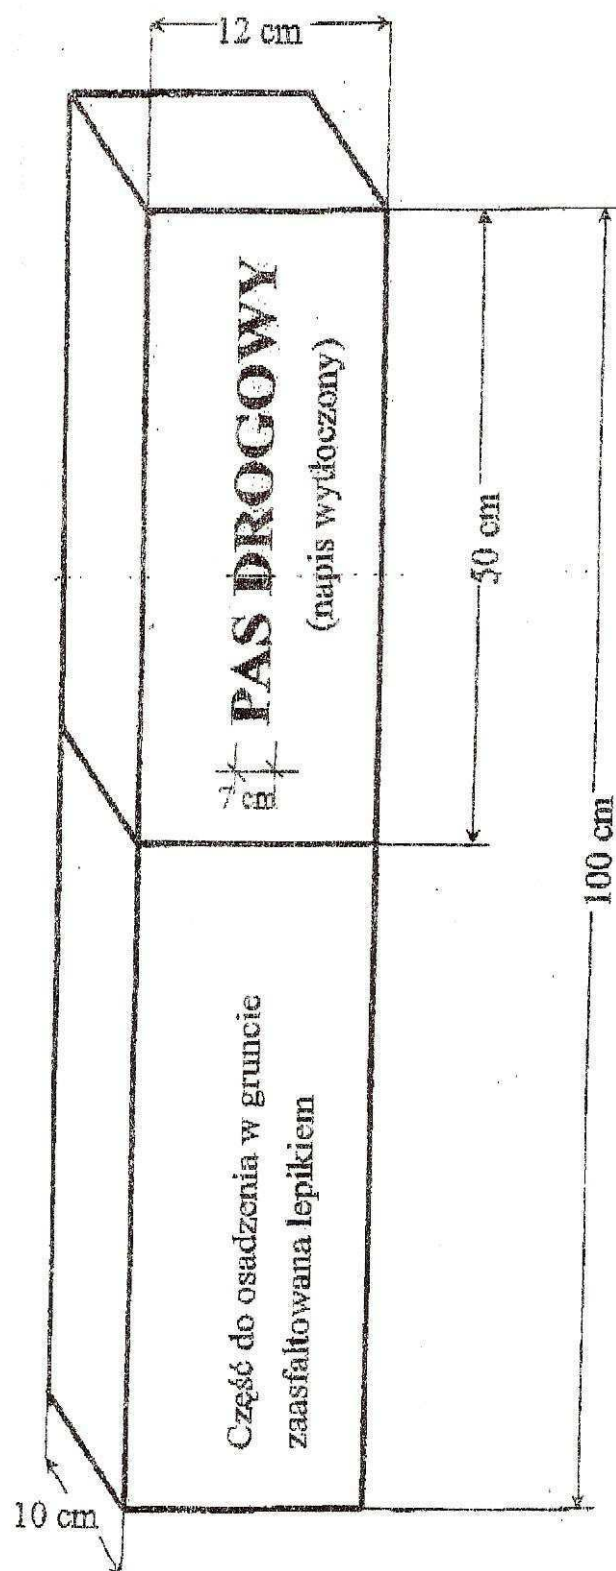 12 cm
PAS DROGOWY
(napis wytłoczony)
7 cm
50 cm
100 cm
Część do osadzenia w gruncie
zaasfaltowana lepikiem
10 cm